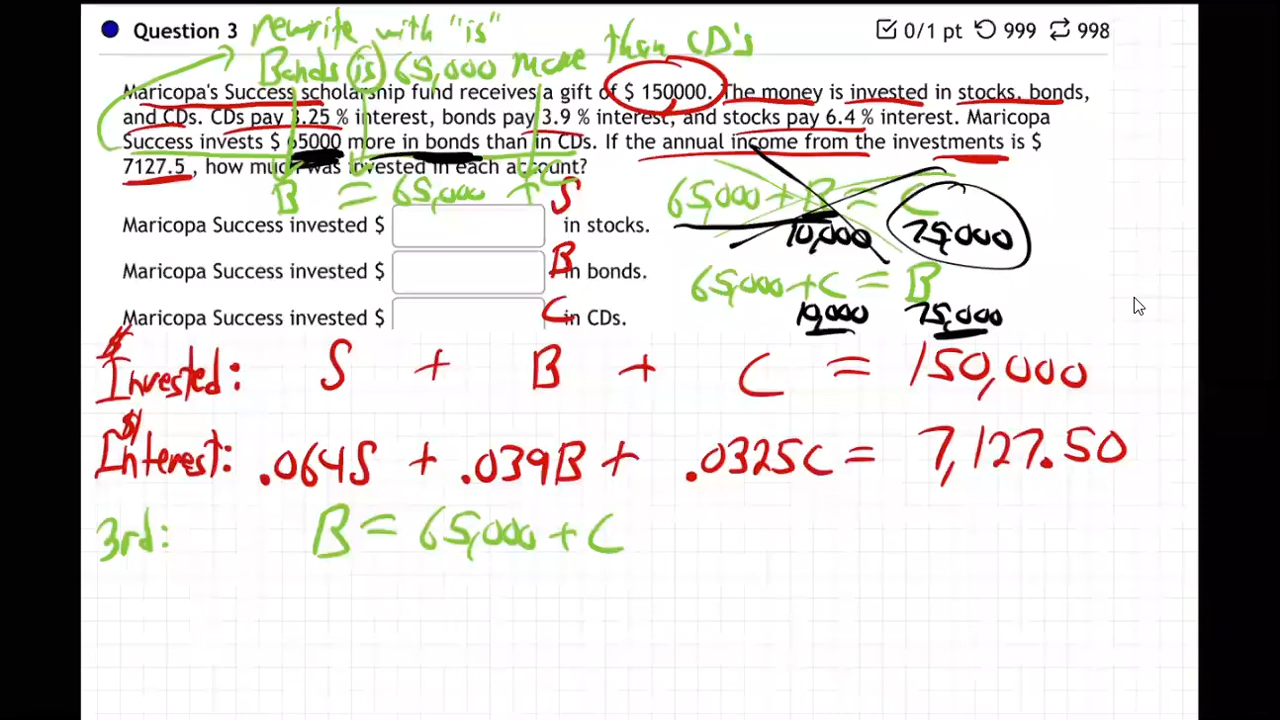 Question 3 rewrite with "is" 0/1 pt 999 998
Bonds is 65,000 more than CD's
Maricopa's Success scholarship fund receives a gift of $ 150000. The money is invested in stocks, bonds,
and CDs. CDs pay 3.25 % interest, bonds pay 3.9 % interest, and stocks pay 6.4 % interest. Maricopa
Success invests $ 65000 more in bonds than in CDs. If the annual income from the investments is $
7127.5 , how much was invested in each account?
B = 65,000 + C
65,000 + B = C
10,000 75,000
Maricopa Success invested $ S in stocks.
Maricopa Success invested $ B in bonds.
65,000 + C = B
10,000 75,000
Maricopa Success invested $ C in CDs.
$ Invested: S + B + C = 150,000
$ Interest: .064S + .039B + .0325C = 7,127.50
3rd: B = 65,000 + C